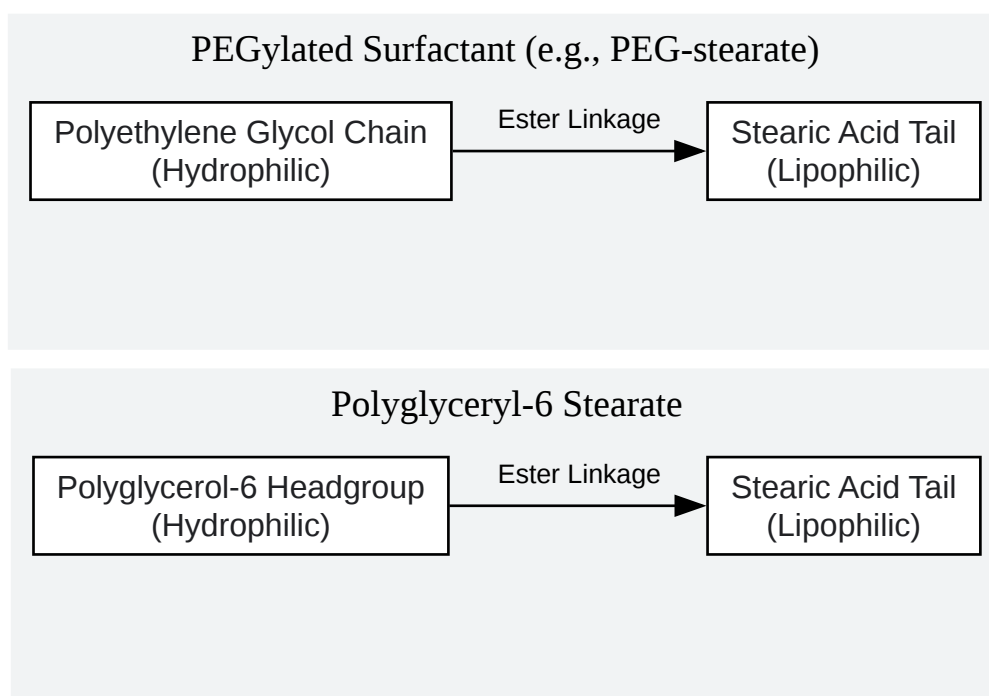 PEGylated Surfactant (e.g., PEG-stearate)
Polyethylene Glycol Chain
(Hydrophilic)
Ester Linkage
Stearic Acid Tail
(Lipophilic)
Polyglyceryl-6 Stearate
Polyglycerol-6 Headgroup
(Hydrophilic)
Ester Linkage
Stearic Acid Tail
(Lipophilic)